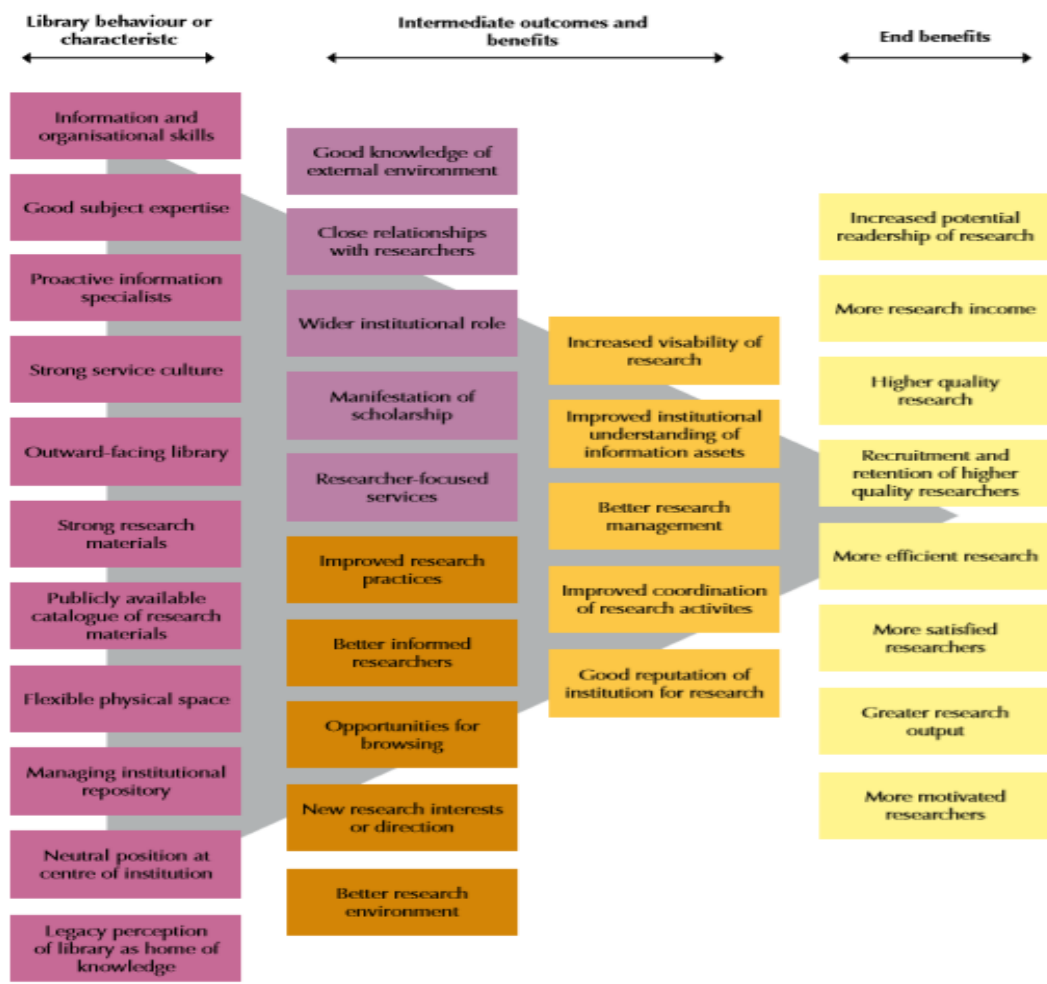 Library behaviour or
characteristc
Intermediate outcomes and
benefits
End benefits
Information and
organisational skills
Good subject expertise
Proactive information
specialists
Strong service culture
Outward-facing library
Strong research
materials
Publicly available
catalogue of research
materials
Flexible physical space
Managing institutional
repository
Neutral position at
centre of institution
Legacy perception
of library as home of
knowledge
Good knowledge of
external environment
Close relationships
with researchers
Wider institutional role
Manifestation of
scholarship
Researcher-focused
services
Improved research
practices
Better informed
researchers
Opportunities for
browsing
New research interests
or direction
Better research
environment
Increased visability of
research
Improved institutional
understanding of
information assets
Better research
management
Improved coordination
of research activites
Good reputation of
institution for research
Increased potential
readership of research
More research income
Higher quality
research
Recruitment and
retention of higher
quality researchers
More efficient research
More satisfied
researchers
Greater research
output
More motivated
researchers